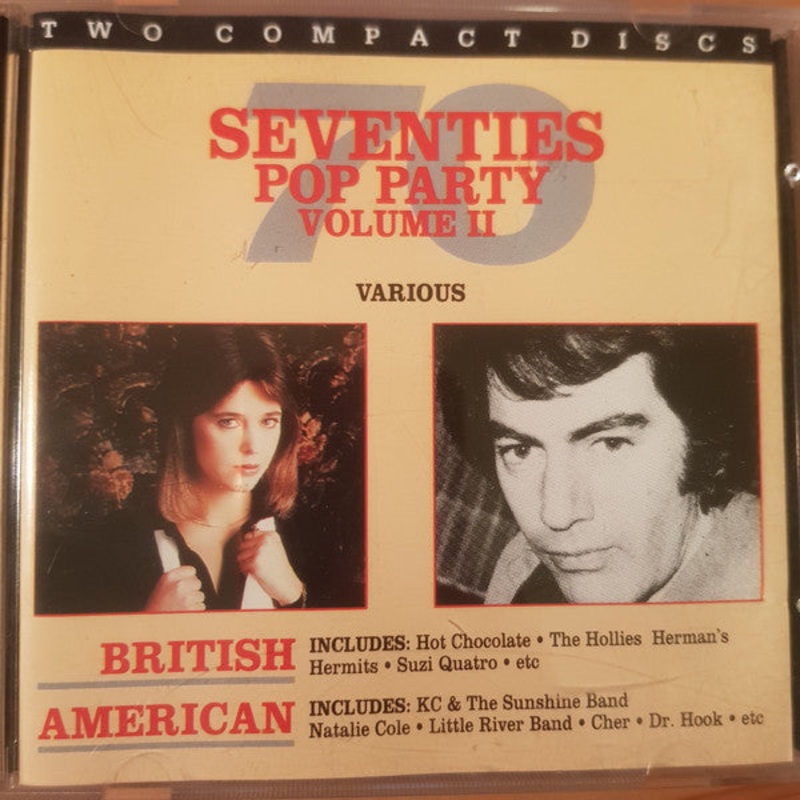 TWO COMPACT DISCS
70
SEVENTIES
POP PARTY
VOLUME II
VARIOUS
BRITISH INCLUDES: Hot Chocolate • The Hollies Herman's
Hermits • Suzi Quatro • etc
AMERICAN INCLUDES: KC & The Sunshine Band
Natalie Cole • Little River Band • Cher • Dr. Hook • etc